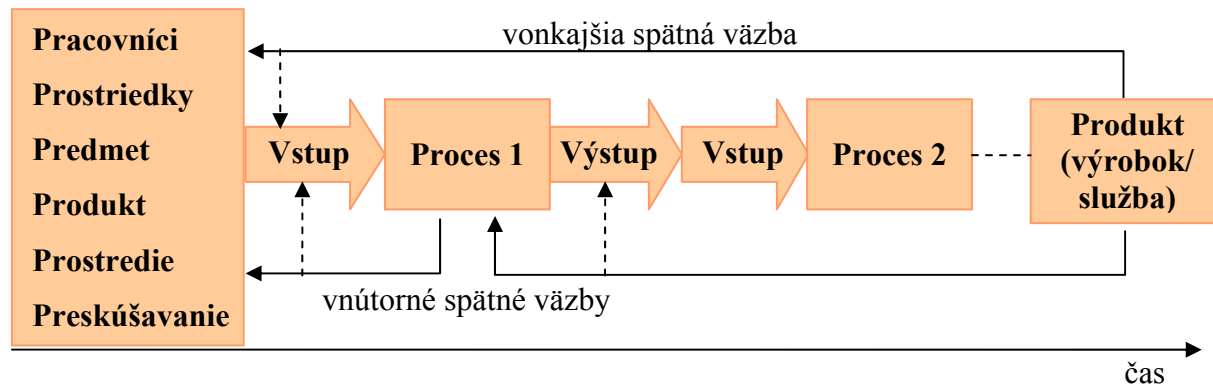 Pracovníci
Prostriedky
Predmet
Produkt
Prostredie
Preskúšavanie
vonkajšia spätná väzba
Vstup
Proces 1
Výstup
Vstup
Proces 2
Produkt
(výrobok/
služba)
vnútorné spätné väzby
čas